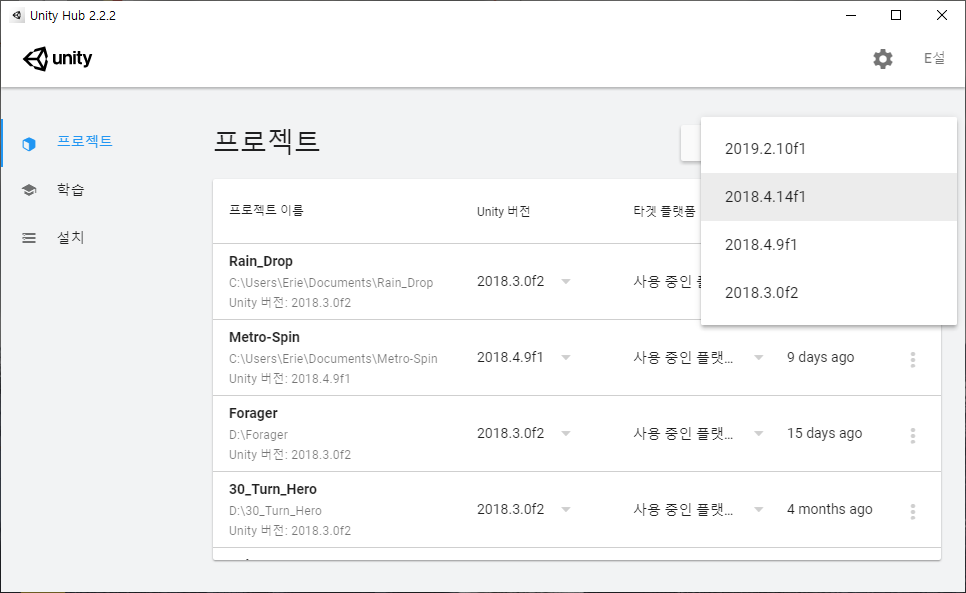 Unity Hub 2.2.2
unity
E설
프로젝트
학습
설치
프로젝트
2019.2.10f1
2018.4.14f1
2018.4.9f1
2018.3.0f2
프로젝트 이름 Unity 버전 타겟 플랫폼
Rain_Drop
C:\Users\Erie\Documents\Rain_Drop
Unity 버전: 2018.3.0f2
2018.3.0f2 사용 중인
Metro-Spin
C:\Users\Erie\Documents\Metro-Spin
Unity 버전: 2018.4.9f1
2018.4.9f1 사용 중인 플랫... 9 days ago
Forager
D:\Forager
Unity 버전: 2018.3.0f2
2018.3.0f2 사용 중인 플랫... 15 days ago
30_Turn_Hero
D:\30_Turn_Hero
Unity 버전: 2018.3.0f2
2018.3.0f2 사용 중인 플랫... 4 months ago